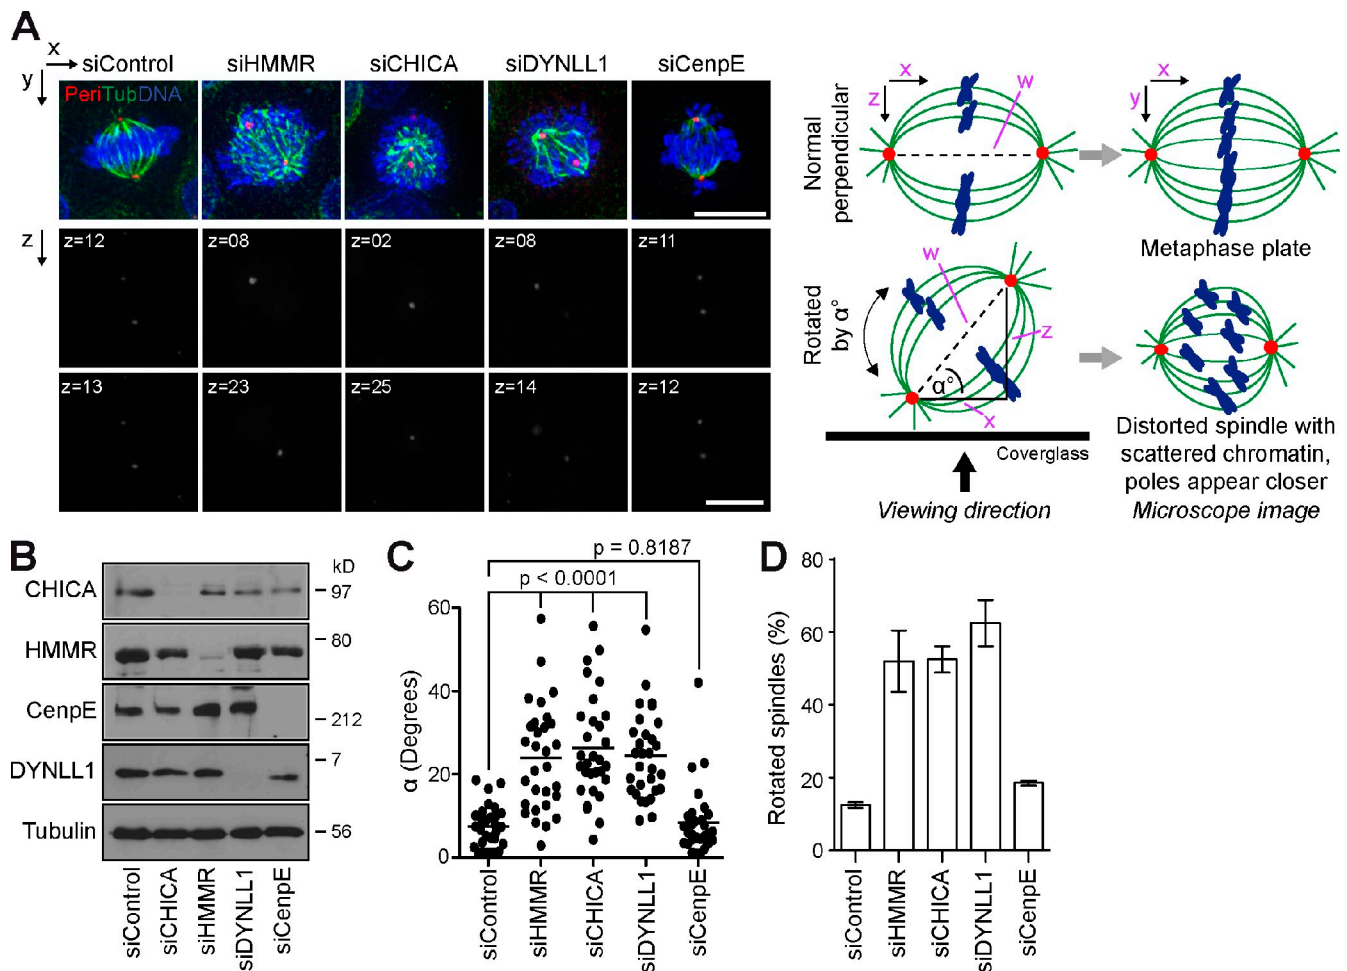 A
x
y
siControl
siHMMR
siCHICA
siDYNLL1
siCenpE
PeriTubDNA
z
z=12
z=08
z=02
z=08
z=11
z=13
z=23
z=25
z=14
z=12
Normal
perpendicular
x
z
w
x
y
Metaphase plate
Rotated
by α°
w
z
α°
x
Coverglass
Viewing direction
Distorted spindle with
scattered chromatin,
poles appear closer
Microscope image
B
kD
CHICA
97
HMMR
80
CenpE
212
DYNLL1
7
Tubulin
56
siControl
siCHICA
siHMMR
siDYNLL1
siCenpE
C
p = 0.8187
p < 0.0001
α (Degrees)
60
40
20
0
siControl
siHMMR
siCHICA
siDYNLL1
siCenpE
D
Rotated spindles (%)
80
60
40
20
0
siControl
siHMMR
siCHICA
siDYNLL1
siCenpE